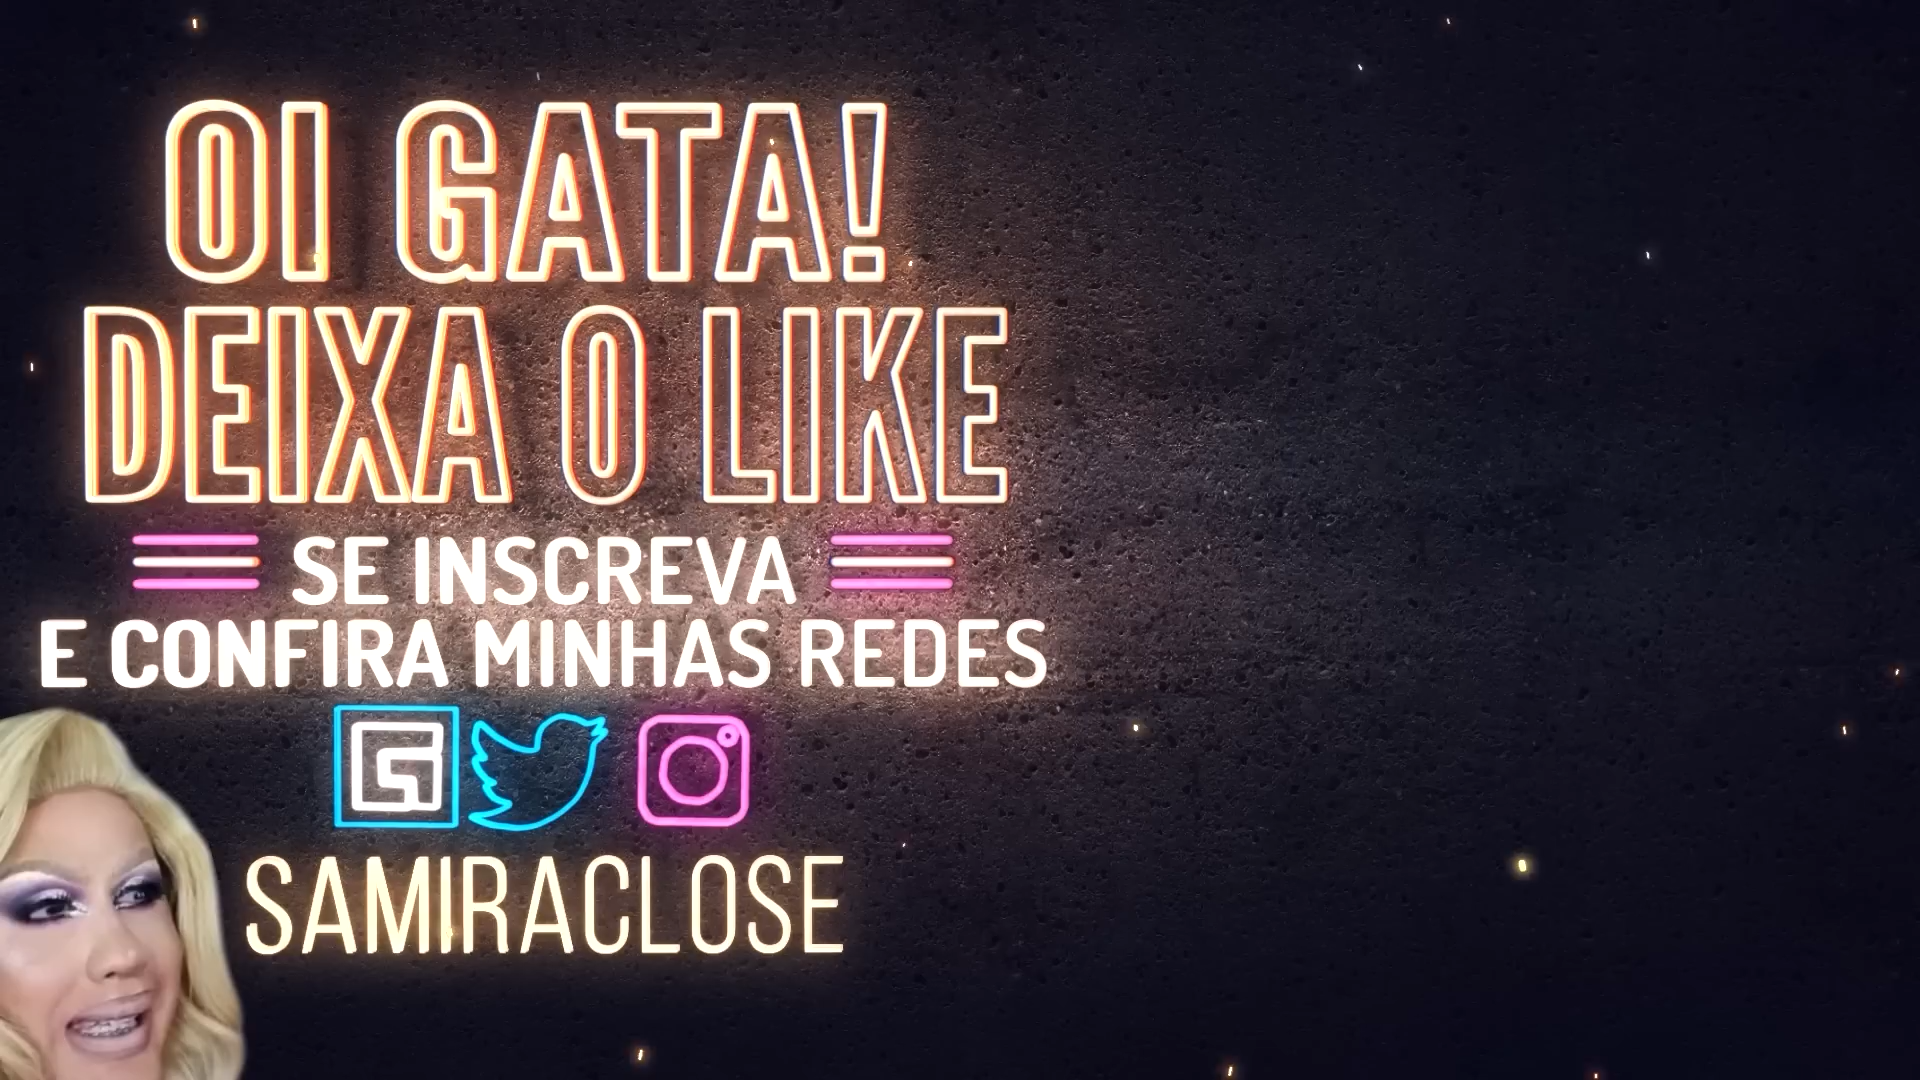 OI GATA!
DEIXA O LIKE
SE INSCREVA
E CONFIRA MINHAS REDES
SAMIRACLOSE